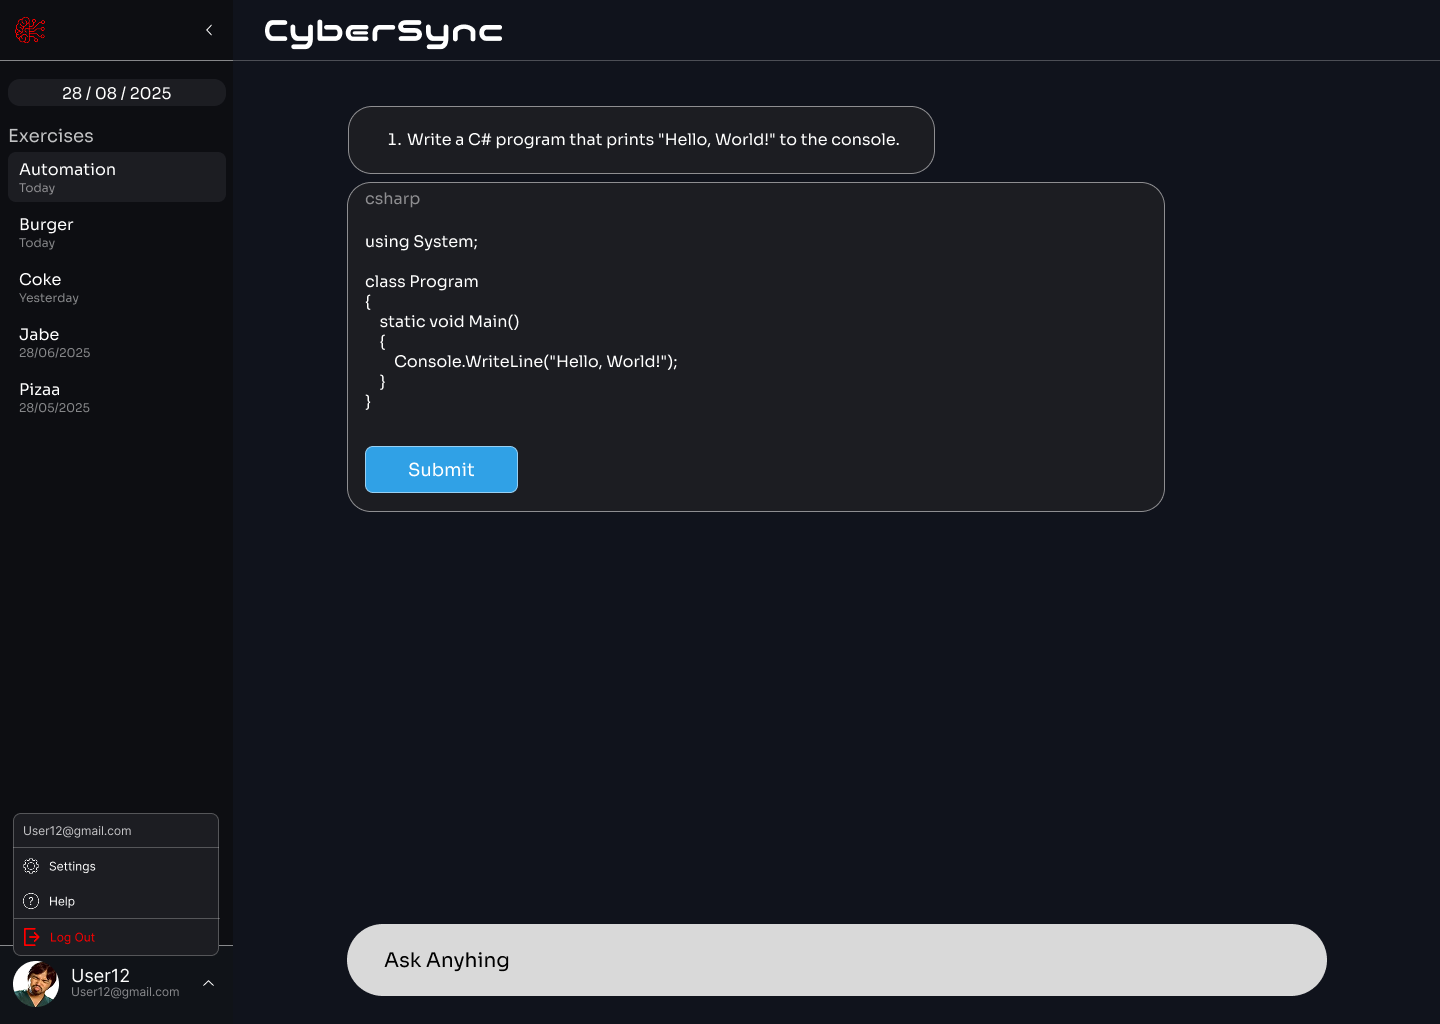 CyberSync
28 / 08 / 2025
Exercises
Automation
Today
Burger
Today
Coke
Yesterday
Jabe
28/06/2025
Pizaa
28/05/2025
User12@gmail.com
Settings
? Help
Log Out
User12
User12@gmail.com
1. Write a C# program that prints "Hello, World!" to the console.
csharp
using System;
class Program
{
    static void Main()
    {
        Console.WriteLine("Hello, World!");
    }
}
Submit
Ask Anyhing